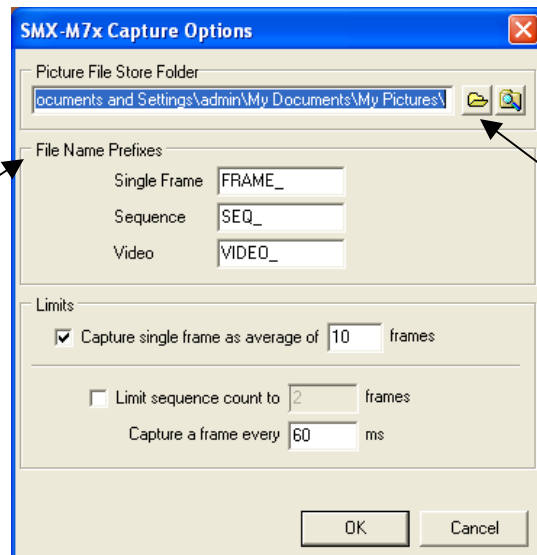 SMX-M7x Capture Options
Picture File Store Folder
ocuments and Settings\admin\My Documents\My Pictures\
File Name Prefixes
Single Frame FRAME_
Sequence SEQ_
Video VIDEO_
Limits
Capture single frame as average of 10 frames
Limit sequence count to 2 frames
Capture a frame every 60 ms
OK Cancel